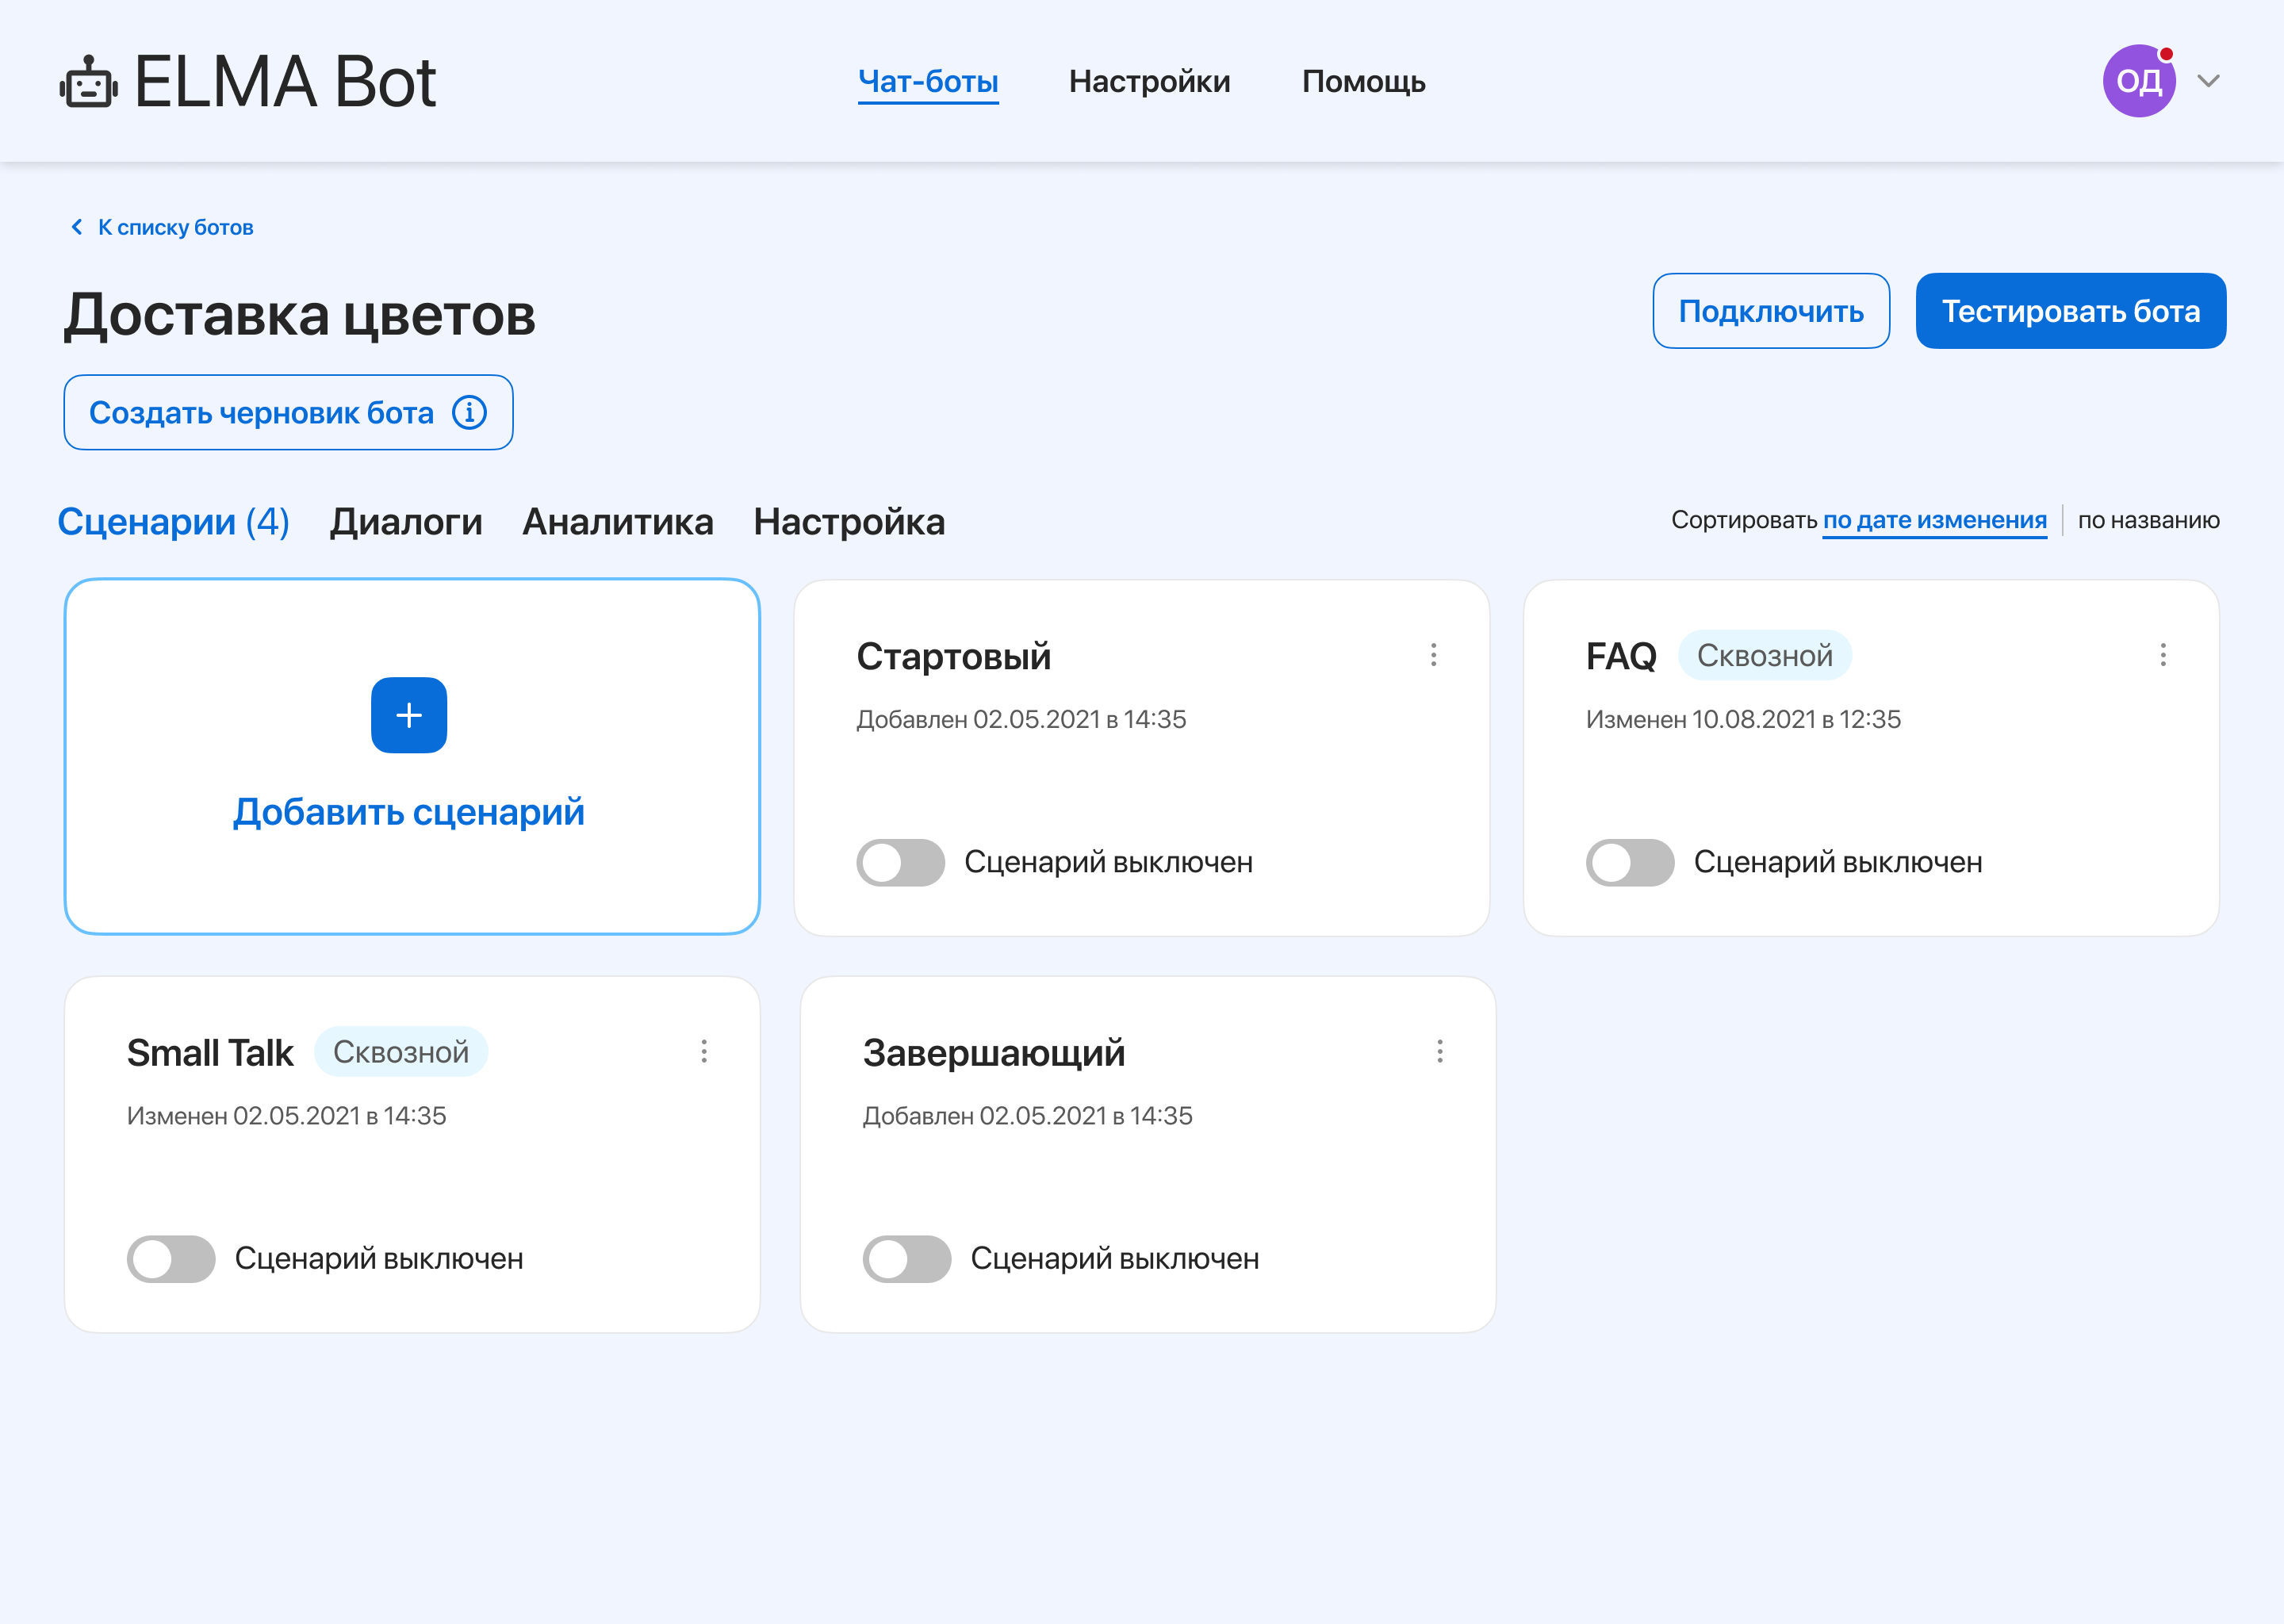 ELMA Bot
Чат-боты
Настройки
Помощь
ОД
К списку ботов
Доставка цветов
Подключить
Тестировать бота
Создать черновик бота
Сценарии (4)
Диалоги
Аналитика
Настройка
Сортировать по дате изменения
по названию
Добавить сценарий
Стартовый
Добавлен 02.05.2021 в 14:35
Сценарий выключен
FAQ
Сквозной
Изменен 10.08.2021 в 12:35
Сценарий выключен
Small Talk
Сквозной
Изменен 02.05.2021 в 14:35
Сценарий выключен
Завершающий
Добавлен 02.05.2021 в 14:35
Сценарий выключен